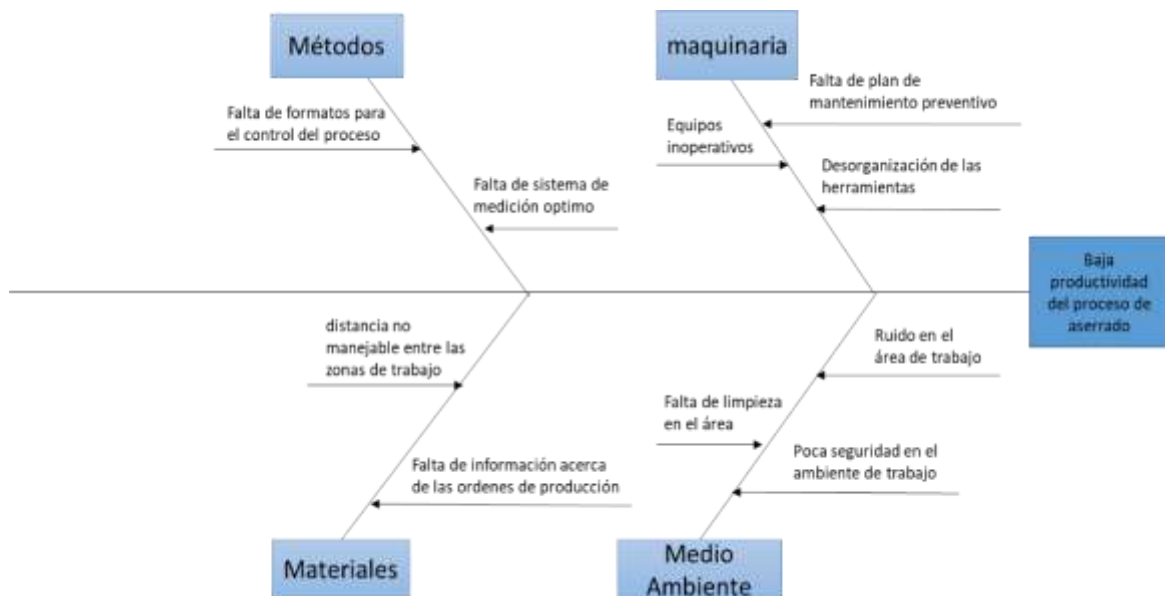 Métodos
maquinaria
Falta de formatos para
el control del proceso
Falta de sistema de
medición optimo
Falta de plan de
mantenimiento preventivo
Equipos
inoperativos
Desorganización de las
herramientas
Baja
productividad
del proceso de
aserrado
distancia no
manejable entre las
zonas de trabajo
Falta de información acerca
de las ordenes de producción
Ruido en el
área de trabajo
Falta de limpieza
en el área
Poca seguridad en el
ambiente de trabajo
Materiales
Medio
Ambiente